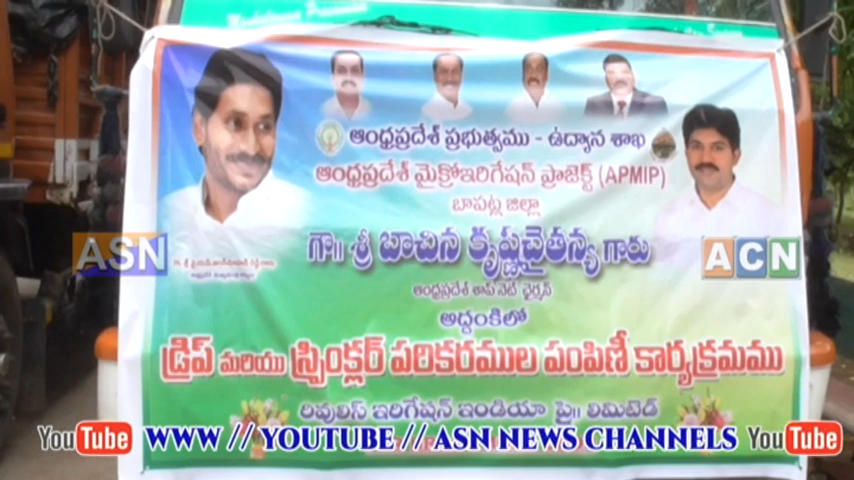 ఆంధ్రప్రదేశ్ ప్రభుత్వము - ఉద్యాన శాఖ
ఆంధ్రప్రదేశ్ మైక్రోఇరిగేషన్ ప్రాజెక్ట్ (APMIP)
బాపట్ల జిల్లా
గౌ॥ శ్రీ బాచిన కృష్ణచైతన్య గారు
ASN
ACN
ఆంధ్రప్రదేశ్ శాప్ నెట్ ఛైర్మన్
అద్దంకిలో
డ్రిప్ మరియు స్ప్రింక్లర్ పరికరముల పంపిణీ కార్యక్రమము
రివులిస్ ఇరిగేషన్ ఇండియా ప్రై॥ లిమిటెడ్
YouTube WWW // YOUTUBE // ASN NEWS CHANNELS YouTube